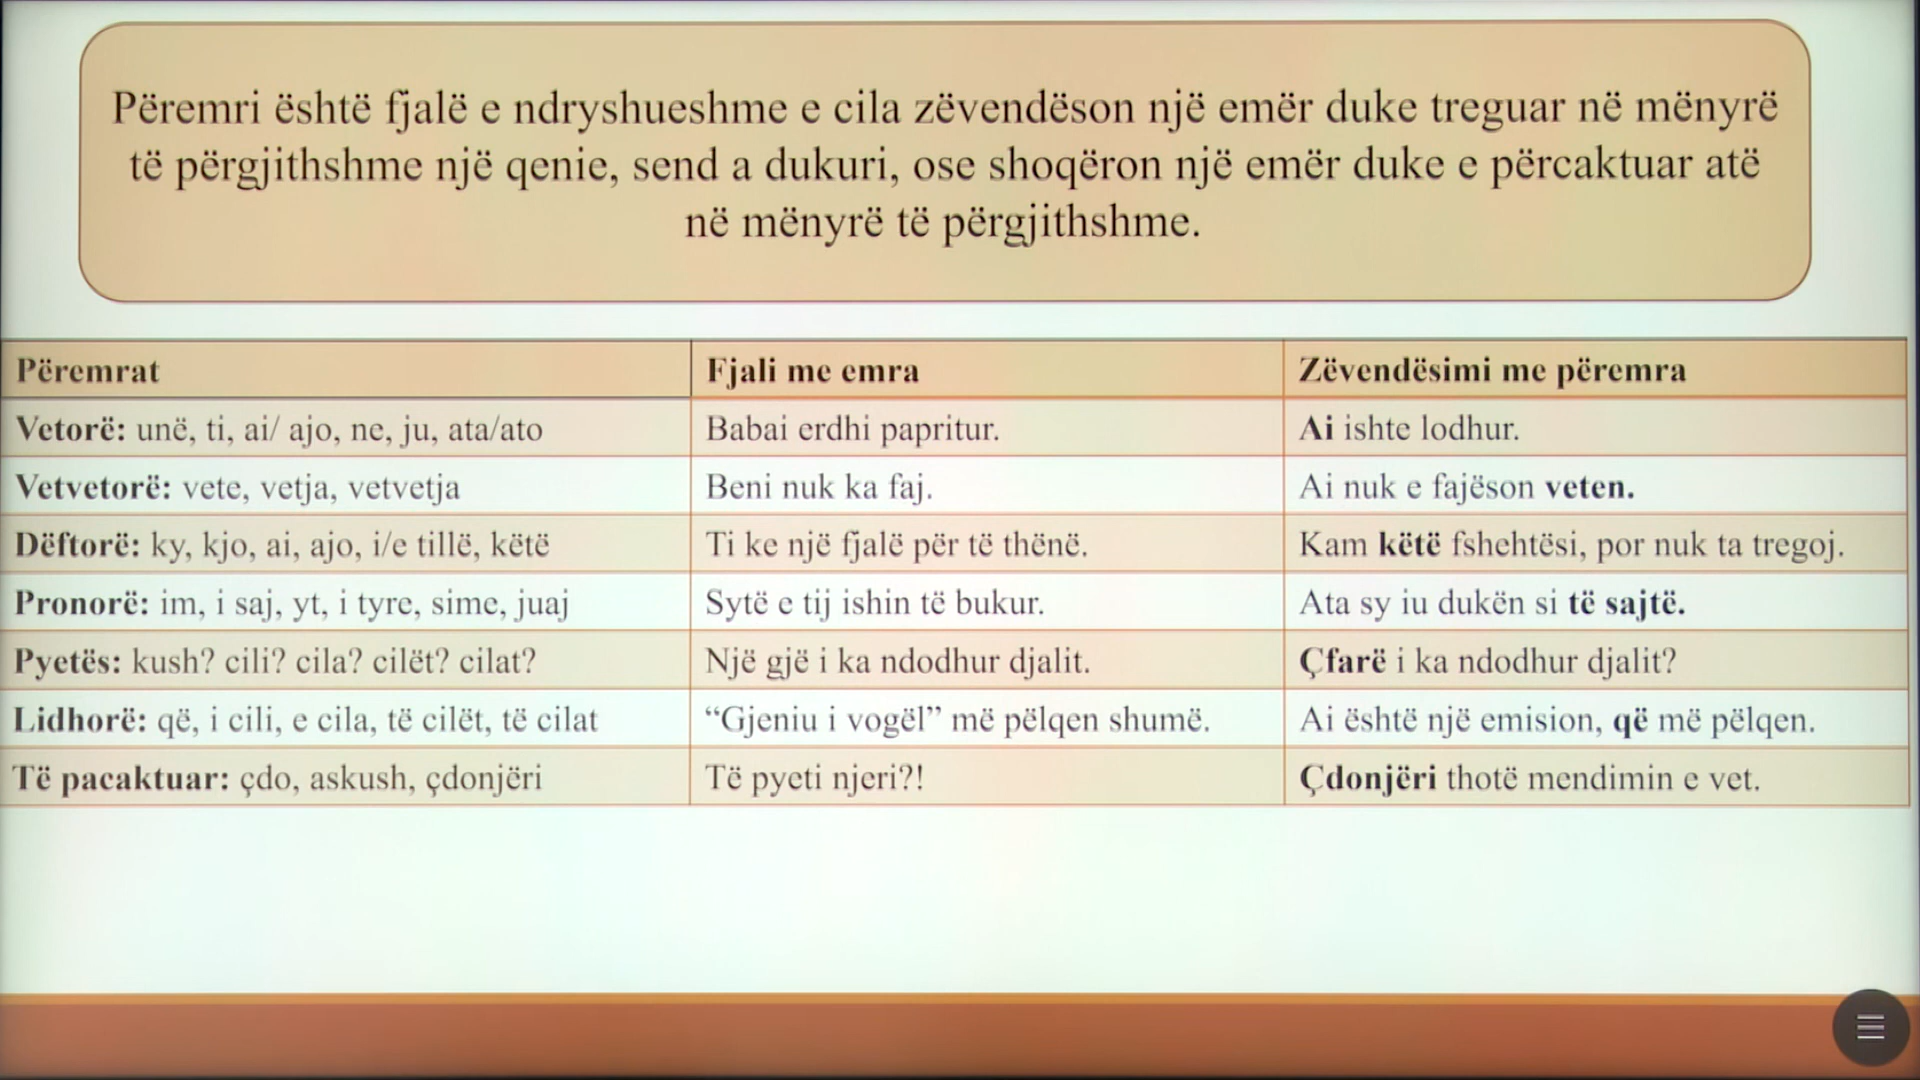 Përemri është fjalë e ndryshueshme e cila zëvendëson një emër duke treguar në mënyrë
të përgjithshme një qenie, send a dukuri, ose shoqëron një emër duke e përcaktuar atë
në mënyrë të përgjithshme.
Përemrat Fjali me emra Zëvendësimi me përemra
Vetorë: unë, ti, ai/ ajo, ne, ju, ata/ato Babai erdhi papritur. Ai ishte lodhur.
Vetvetorë: vete, vetja, vetvetja Beni nuk ka faj. Ai nuk e fajëson veten.
Dëftorë: ky, kjo, ai, ajo, i/e tillë, këtë Ti ke një fjalë për të thënë. Kam këtë fshehtësi, por nuk ta tregoj.
Pronorë: im, i saj, yt, i tyre, sime, juaj Sytë e tij ishin të bukur. Ata sy iu dukën si të sajtë.
Pyetës: kush? cili? cila? cilët? cilat? Një gjë i ka ndodhur djalit. Çfarë i ka ndodhur djalit?
Lidhorë: që, i cili, e cila, të cilët, të cilat “Gjeniu i vogël” më pëlqen shumë. Ai është një emision, që më pëlqen.
Të pacaktuar: çdo, askush, çdonjëri Të pyeti njeri?! Çdonjëri thotë mendimin e vet.